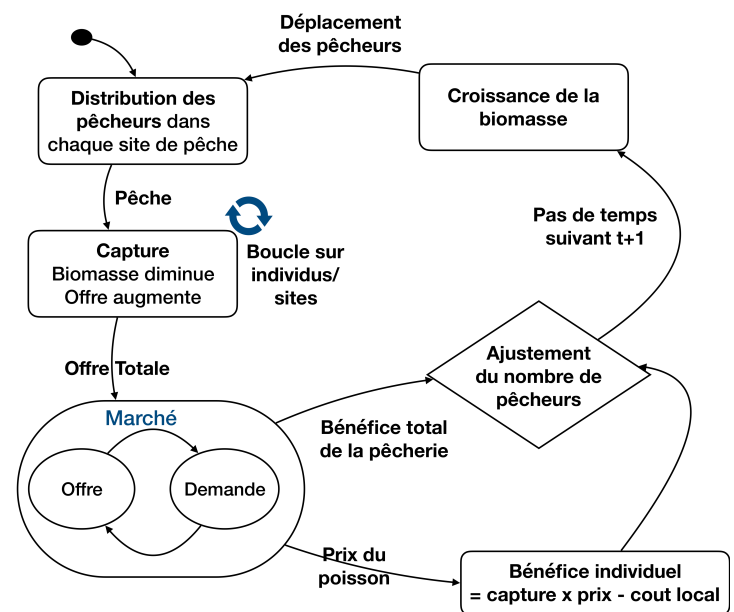 Déplacement
des pêcheurs
Distribution des
pêcheurs dans
chaque site de pêche
Croissance de la
biomasse
Pêche
Pas de temps
suivant t+1
Capture
Biomasse diminue
Offre augmente
Boucle sur
individus/
sites
Offre Totale
Ajustement
du nombre de
pêcheurs
Marché
Offre
Demande
Bénéfice total
de la pêcherie
Prix du
poisson
Bénéfice individuel
= capture x prix - cout local